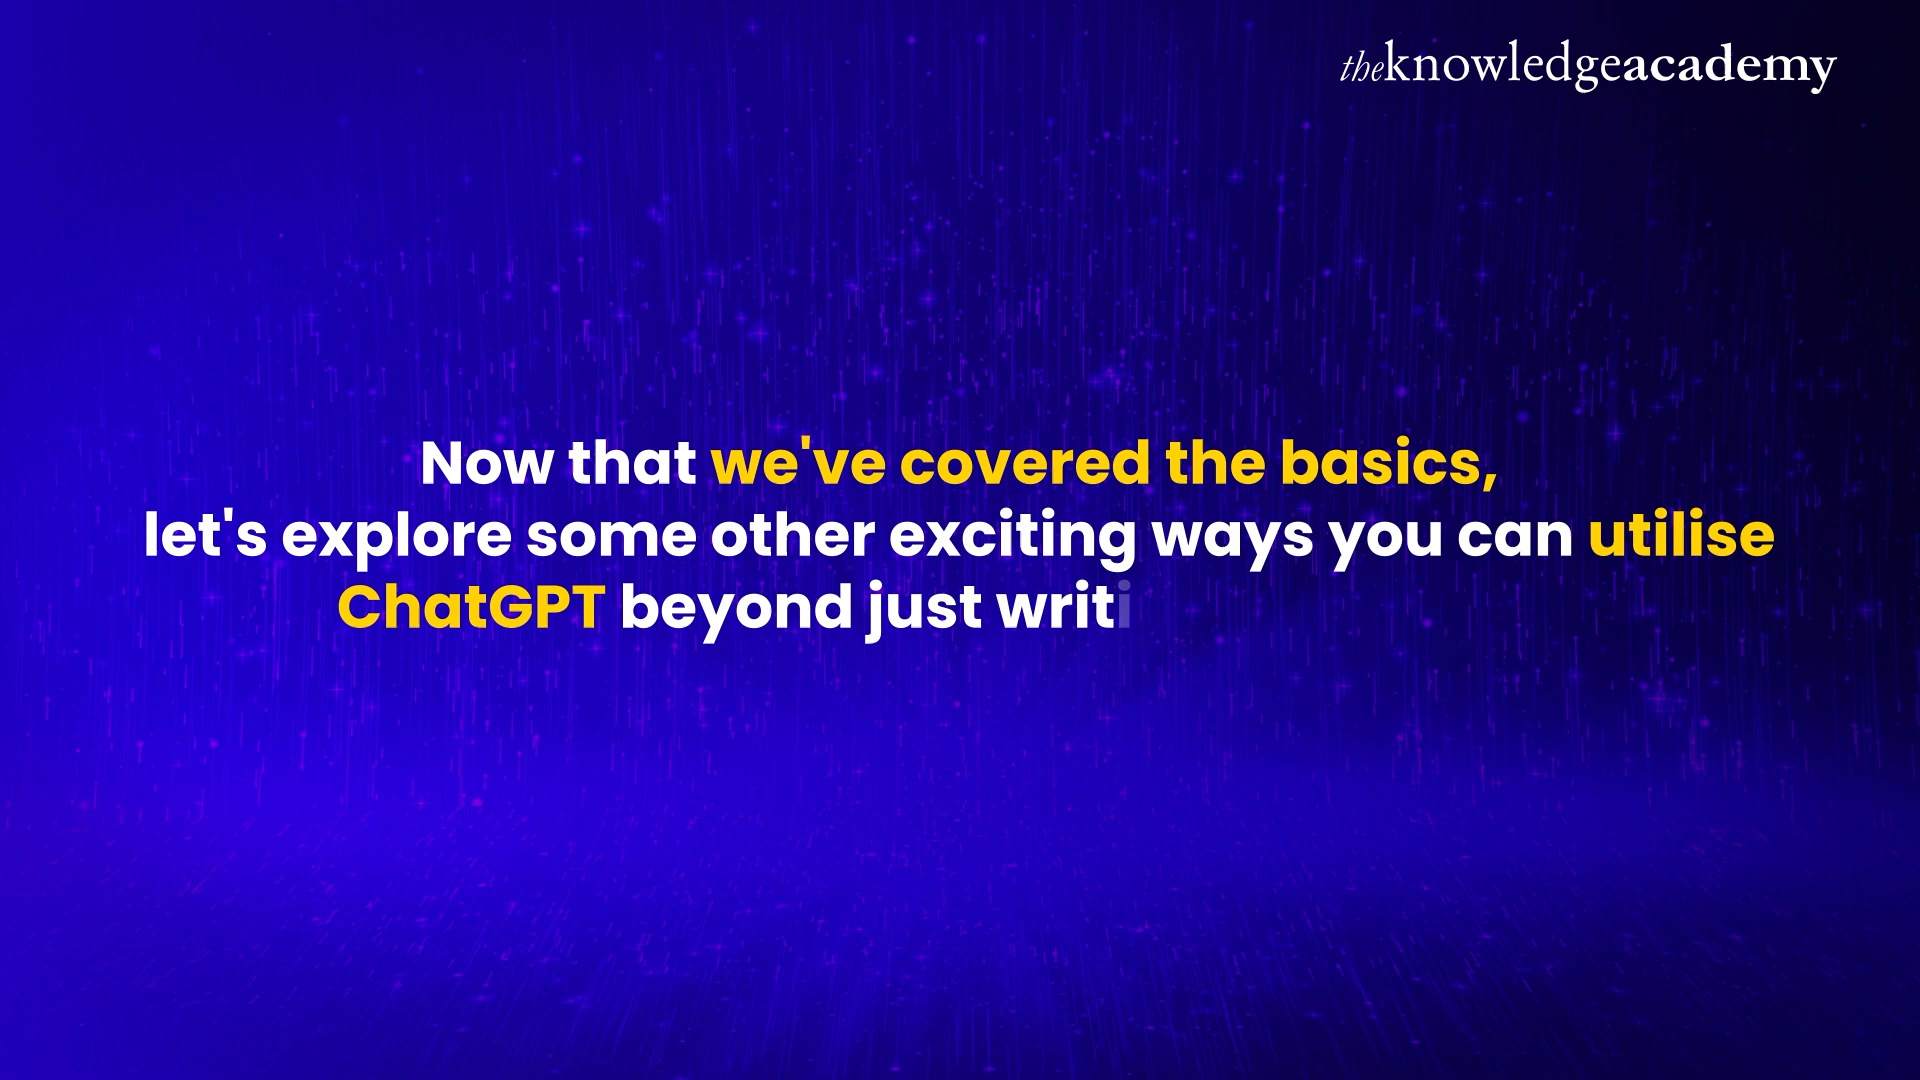 theknowledgeacademy
Now that we've covered the basics,
let's explore some other exciting ways you can utilise
ChatGPT beyond just writi